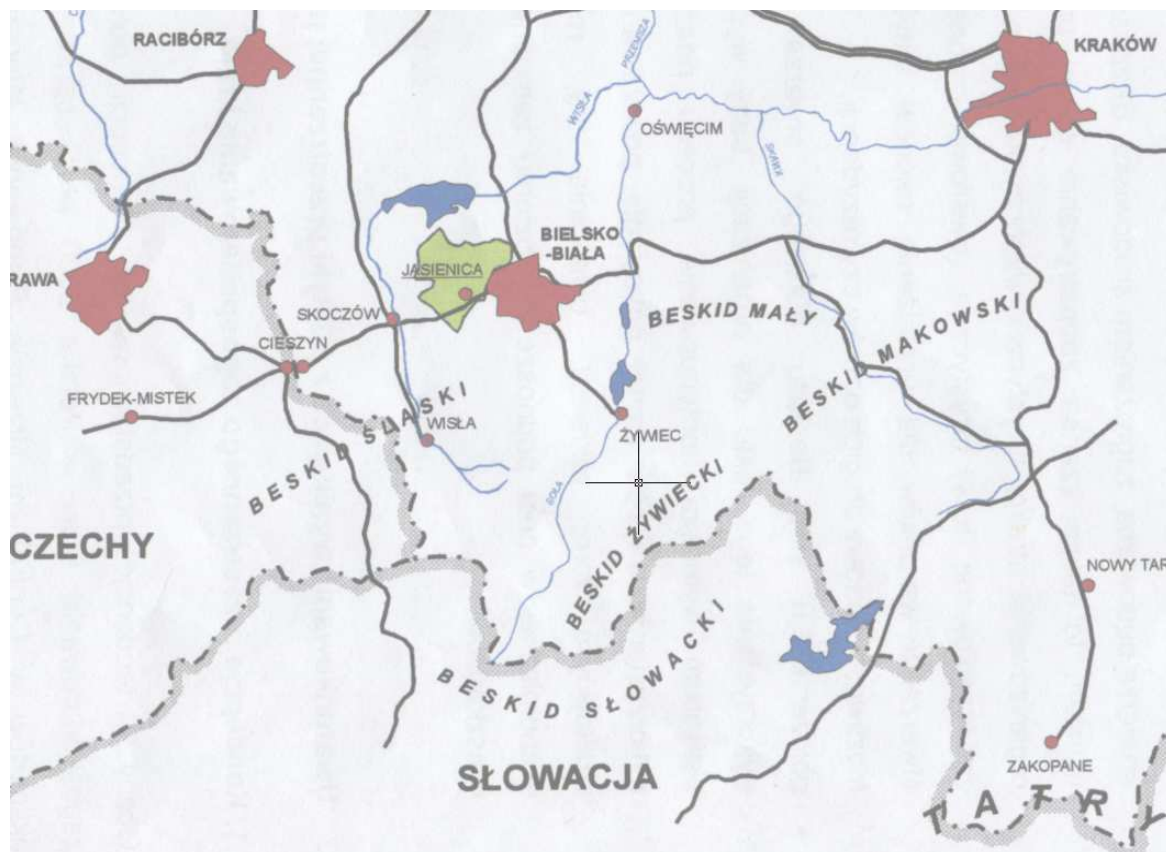 RACIBÓRZ
KRAKÓW
PRZEMSZA
WISŁA
OŚWIĘCIM
SKAWA
BIELSKO
-BIAŁA
JASIENICA
RAWA
SKOCZÓW
BESKID MAŁY
BESKID MAKOWSKI
CIESZYN
FRYDEK-MISTEK
WISŁA
ŻYWIEC
BESKID ŚLĄSKI
SOŁA
BESKID ŻYWIECKI
CZECHY
NOWY TAR
BESKID SŁOWACKI
SŁOWACJA
ZAKOPANE
TATRY